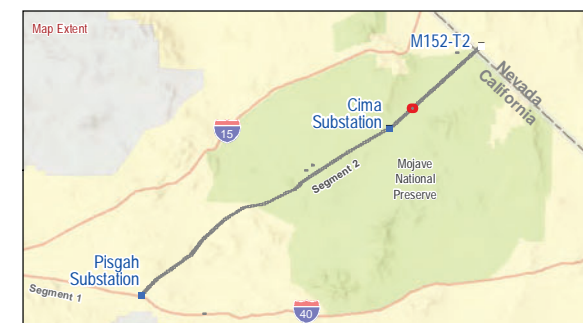 Map Extent
M152-T2
Nevada
California
Cima
Substation
15
Mojave
National
Preserve
Segment 2
Pisgah
Substation
Segment 1
40